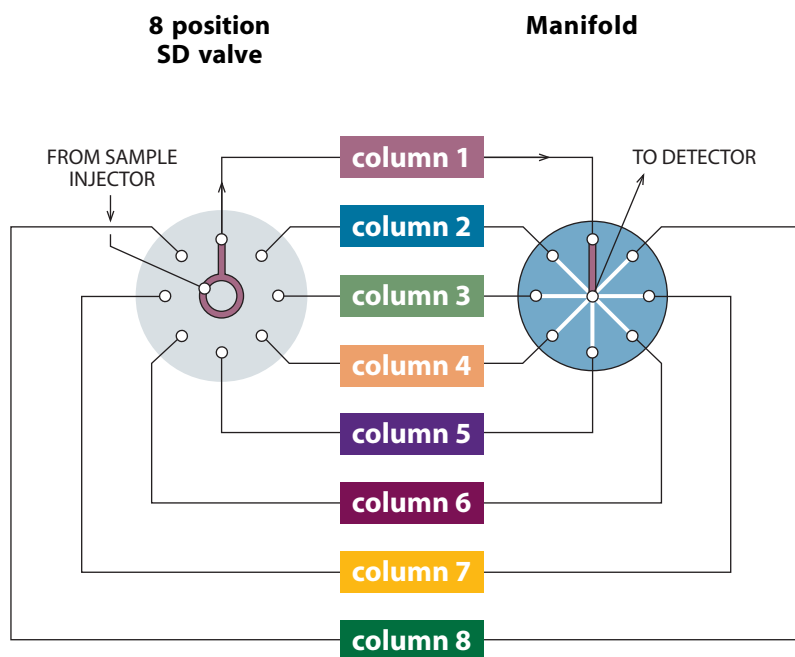 8 position
SD valve
Manifold
FROM SAMPLE
INJECTOR
column 1
TO DETECTOR
column 2
column 3
column 4
column 5
column 6
column 7
column 8